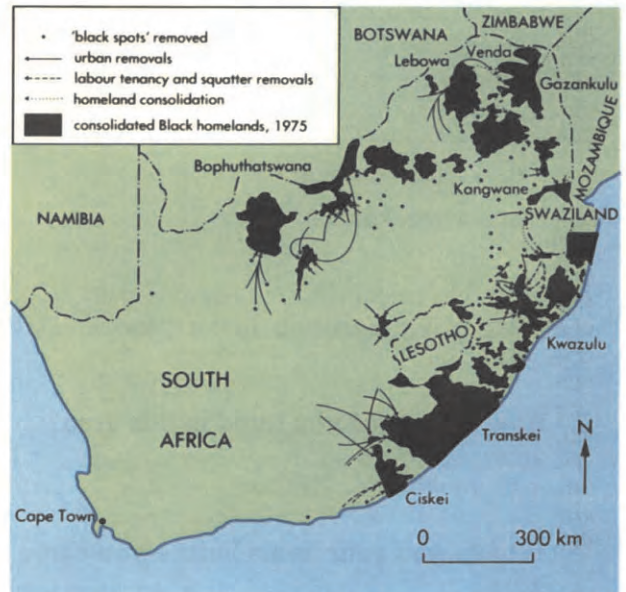 'black spots' removed
urban removals
labour tenancy and squatter removals
homeland consolidation
consolidated Black homelands, 1975
ZIMBABWE
BOTSWANA
Venda
Lebowa
Gazankulu
MOZAMBIQUE
Bophuthatswana
Kangwane
NAMIBIA
SWAZILAND
LESOTHO
Kwazulu
SOUTH
AFRICA
Transkei
N
Ciskei
Cape Town
0 300 km